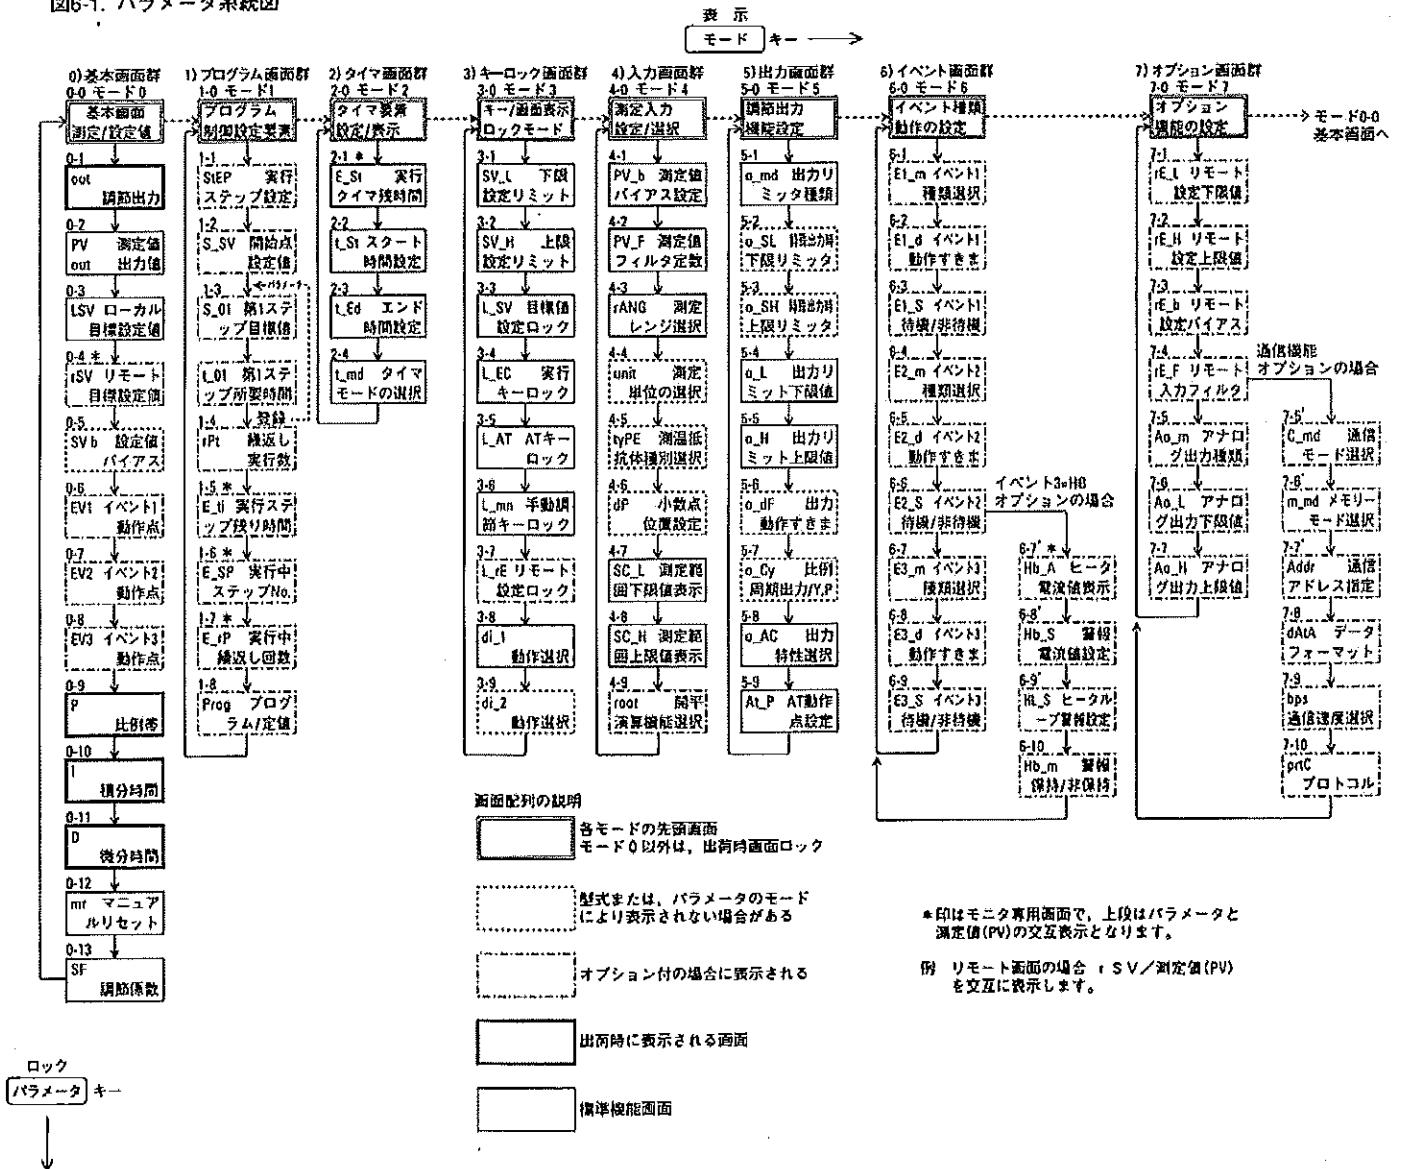 図6-1. パラメータ系統図
表 示
モード キー
0)基本画面群
0-0 モード0
基本画面
測定/設定値
0-1
out
調節出力
0-2
PV 測定値
out 出力値
0-3
LSV ローカル
目標設定値
0-4 *
rSV リモート
目標設定値
0-5
SVb 設定値
バイアス
0-6
EV1 イベント1
動作点
0-7
EV2 イベント2
動作点
0-8
EV3 イベント3
動作点
0-9
P
比例帯
0-10
I
積分時間
0-11
D
微分時間
0-12
mr マニュア
ルリセット
0-13
SF
調節係数
1)プログラム画面群
1-0 モード1
プログラム
制御設定要素
1-1
StEP 実行
ステップ設定
1-2
S_SV 開始点
設定値
パラメータ
1-3
S_01 第1ステ
ップ目標値
t_01 第1ステ
ップ所要時間
登録
1-4
rPt 繰返し
実行数
1-5 *
E_ti 実行ステ
ップ残り時間
1-6 *
E_SP 実行中
ステップNo.
1-7 *
E_rP 実行中
繰返し回数
1-8
Prog プログ
ラム/定値
2)タイマ画面群
2-0 モード2
タイマ要素
設定/表示
2-1 *
E_St 実行
タイマ残時間
2-2
t_St スタート
時間設定
2-3
t_Ed エンド
時間設定
2-4
t_md タイマ
モードの選択
3)キーロック画面群
3-0 モード3
キー/画面表示
ロックモード
3-1
SV_L 下限
設定リミット
3-2
SV_H 上限
設定リミット
3-3
L_SV 目標値
設定ロック
3-4
L_EC 実行
キーロック
3-5
L_AT ATキー
ロック
3-6
L_mn 手動調
節キーロック
3-7
L_rE リモート
設定ロック
3-8
di_1
動作選択
3-9
di_2
動作選択
4)入力画面群
4-0 モード4
測定入力
設定/選択
4-1
PV_b 測定値
バイアス設定
4-2
PV_F 測定値
フィルタ定数
4-3
rANG 測定
レンジ選択
4-4
unit 測定
単位の選択
4-5
tyPE 測温抵
抗体種別選択
4-6
dP 小数点
位置設定
4-7
SC_L 測定範
囲下限値表示
4-8
SC_H 測定範
囲上限値表示
4-9
root 開平
演算機能選択
5)出力画面群
5-0 モード5
調節出力
機能設定
5-1
o_md 出力リ
ミッタ種類
5-2
o_SL
下限リミッタ
5-3
o_SH
上限リミッタ
5-4
o_L 出力リ
ミット下限値
5-5
o_H 出力リ
ミット上限値
5-6
o_dF 出力
動作すきま
5-7
o_Cy 比例
周期出力/Y,P
5-8
o_AC 出力
特性選択
5-9
At_P AT動作
点設定
6)イベント画面群
6-0 モード6
イベント種類
動作の設定
6-1
E1_m イベント1
種類選択
6-2
E1_d イベント1
動作すきま
6-3
E1_S イベント1
待機/非待機
6-4
E2_m イベント2
種類選択
6-5
E2_d イベント2
動作すきま
6-6
E2_S イベント2
待機/非待機
6-7
E3_m イベント3
種類選択
6-8
E3_d イベント3
動作すきま
6-9
E3_S イベント3
待機/非待機
イベント3=HB
オプションの場合
6-7' *
Hb_A ヒータ
電流値表示
6-8'
Hb_S 警報
電流値設定
6-9'
HL_S ヒータル
ープ警報設定
6-10
Hb_m 警報
保持/非保持
7)オプション画面群
7-0 モード7
オプション
機能の設定
モード0-0
基本画面へ
7-1
rE_L リモート
設定下限値
7-2
rE_H リモート
設定上限値
7-3
rE_b リモート
設定バイアス
7-4
rE_F リモート
入力フィルタ
7-5
Ao_m アナロ
グ出力種類
7-6
Ao_L アナロ
グ出力下限値
7-7
Ao_H アナロ
グ出力上限値
通信機能
オプションの場合
7-5'
C_md 通信
モード選択
7-6'
m_md メモリー
モード選択
7-7'
Addr 通信
アドレス指定
7-8
dAtA データ
フォーマット
7-9
bps
通信速度選択
7-10
prtC
プロトコル
画面配列の説明
各モードの先頭画面
モード0以外は、出荷時画面ロック
型式または、パラメータのモード
により表示されない場合がある
オプション付の場合に表示される
出荷時に表示される画面
標準機能画面
*印はモニタ専用画面で、上段はパラメータと
測定値(PV)の交互表示となります。
例 リモート画面の場合 rSV/測定値(PV)
を交互に表示します。
ロック
パラメータ キー